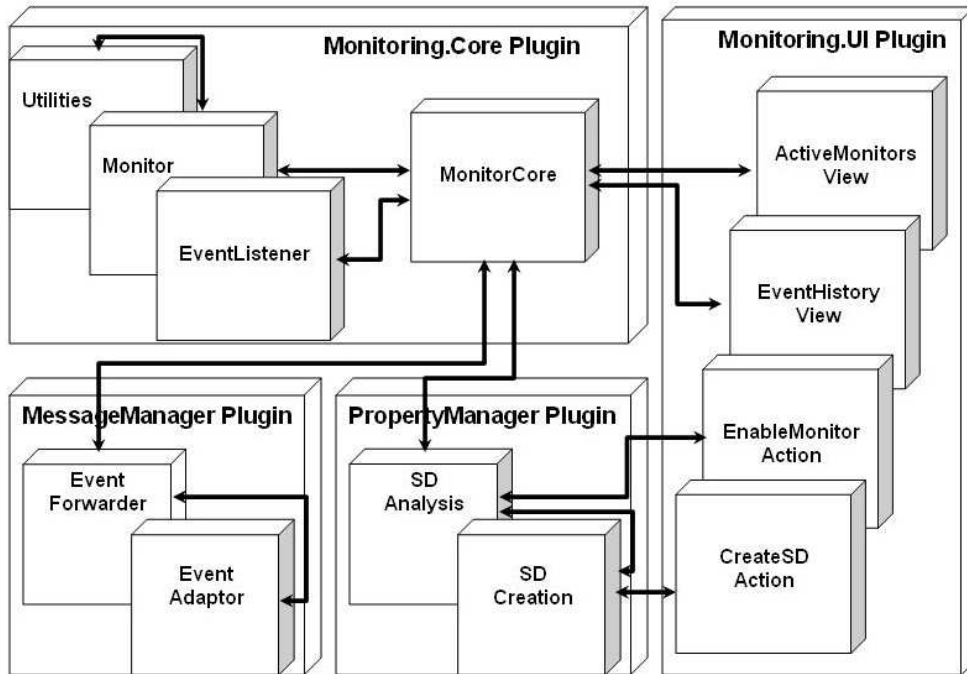 Monitoring.Core Plugin
Utilities
Monitor
EventListener
MonitorCore
Monitoring.UI Plugin
ActiveMonitors
View
EventHistory
View
EnableMonitor
Action
CreateSD
Action
MessageManager Plugin
Event
Forwarder
Event
Adaptor
PropertyManager Plugin
SD
Analysis
SD
Creation